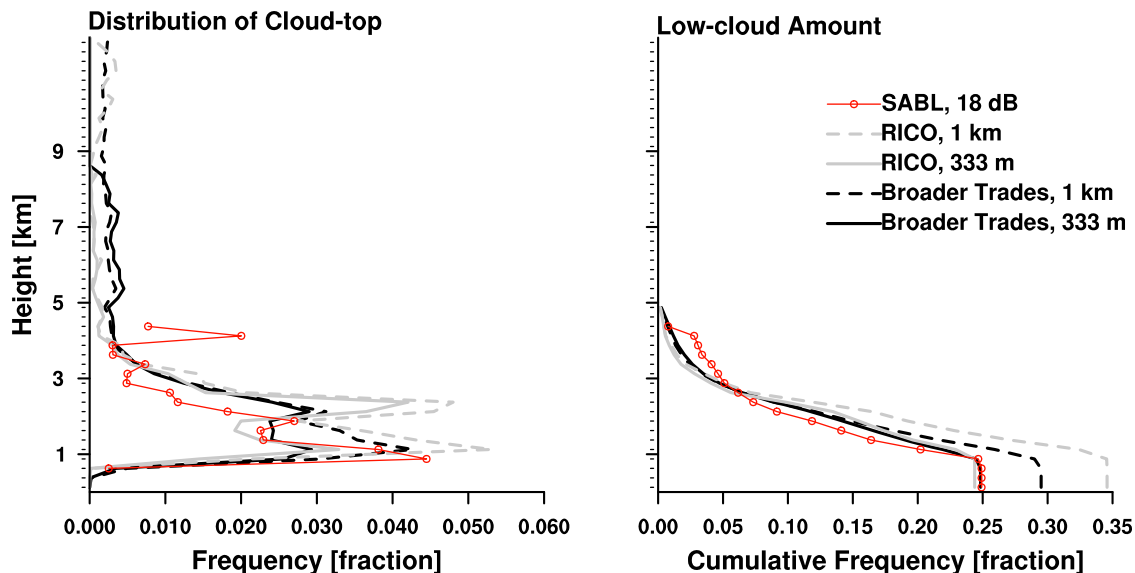 Distribution of Cloud-top
Height [km]
9
7
5
3
1
0.000 0.010 0.020 0.030 0.040 0.050 0.060
Frequency [fraction]
Low-cloud Amount
SABL, 18 dB
RICO, 1 km
RICO, 333 m
Broader Trades, 1 km
Broader Trades, 333 m
0.00 0.05 0.10 0.15 0.20 0.25 0.30 0.35
Cumulative Frequency [fraction]